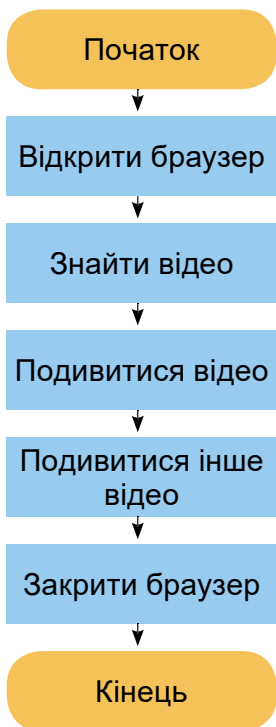 Початок
Відкрити браузер
Знайти відео
Подивитися відео
Подивитися інше
відео
Закрити браузер
Кінець